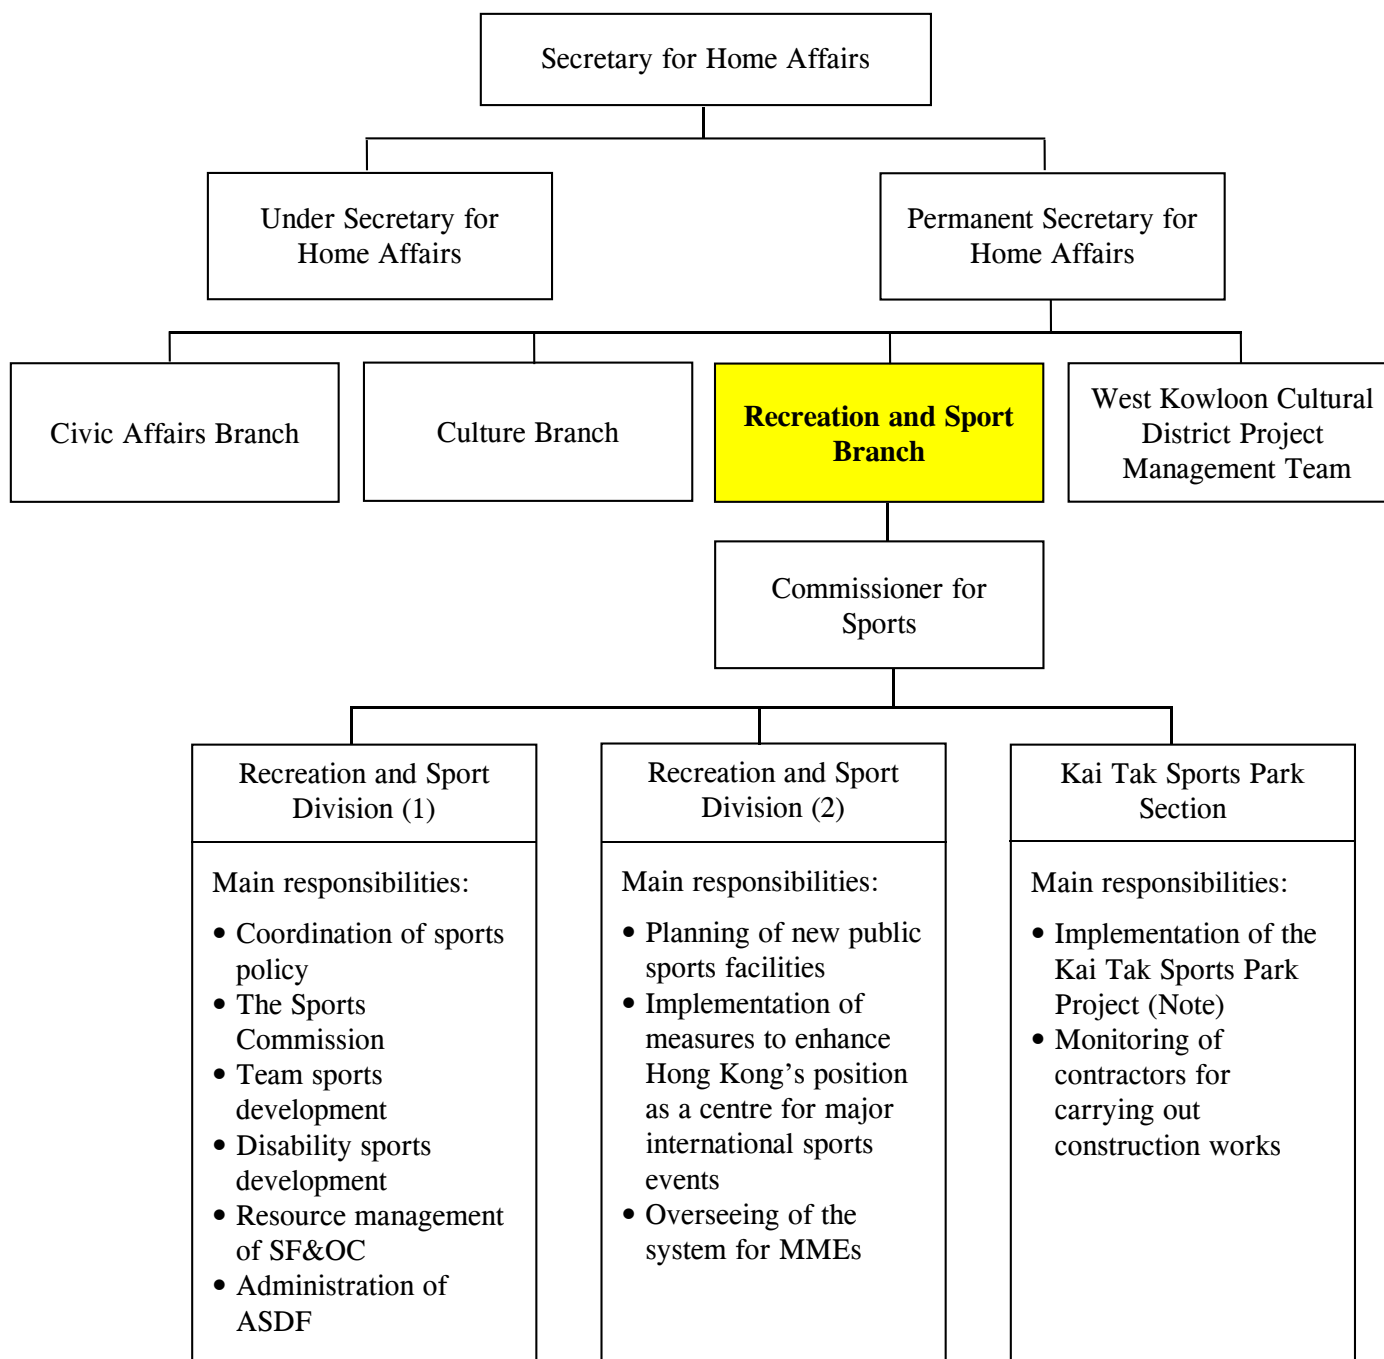 Secretary for Home Affairs
Under Secretary for
Home Affairs
Permanent Secretary for
Home Affairs
Civic Affairs Branch
Culture Branch
Recreation and Sport
Branch
West Kowloon Cultural
District Project
Management Team
Commissioner for
Sports
Recreation and Sport
Division (1)
Main responsibilities:
• Coordination of sports
policy
• The Sports
Commission
• Team sports
development
• Disability sports
development
• Resource management
of SF&OC
• Administration of
ASDF
Recreation and Sport
Division (2)
Main responsibilities:
• Planning of new public
sports facilities
• Implementation of
measures to enhance
Hong Kong’s position
as a centre for major
international sports
events
• Overseeing of the
system for MMEs
Kai Tak Sports Park
Section
Main responsibilities:
• Implementation of the
Kai Tak Sports Park
Project (Note)
• Monitoring of
contractors for
carrying out
construction works